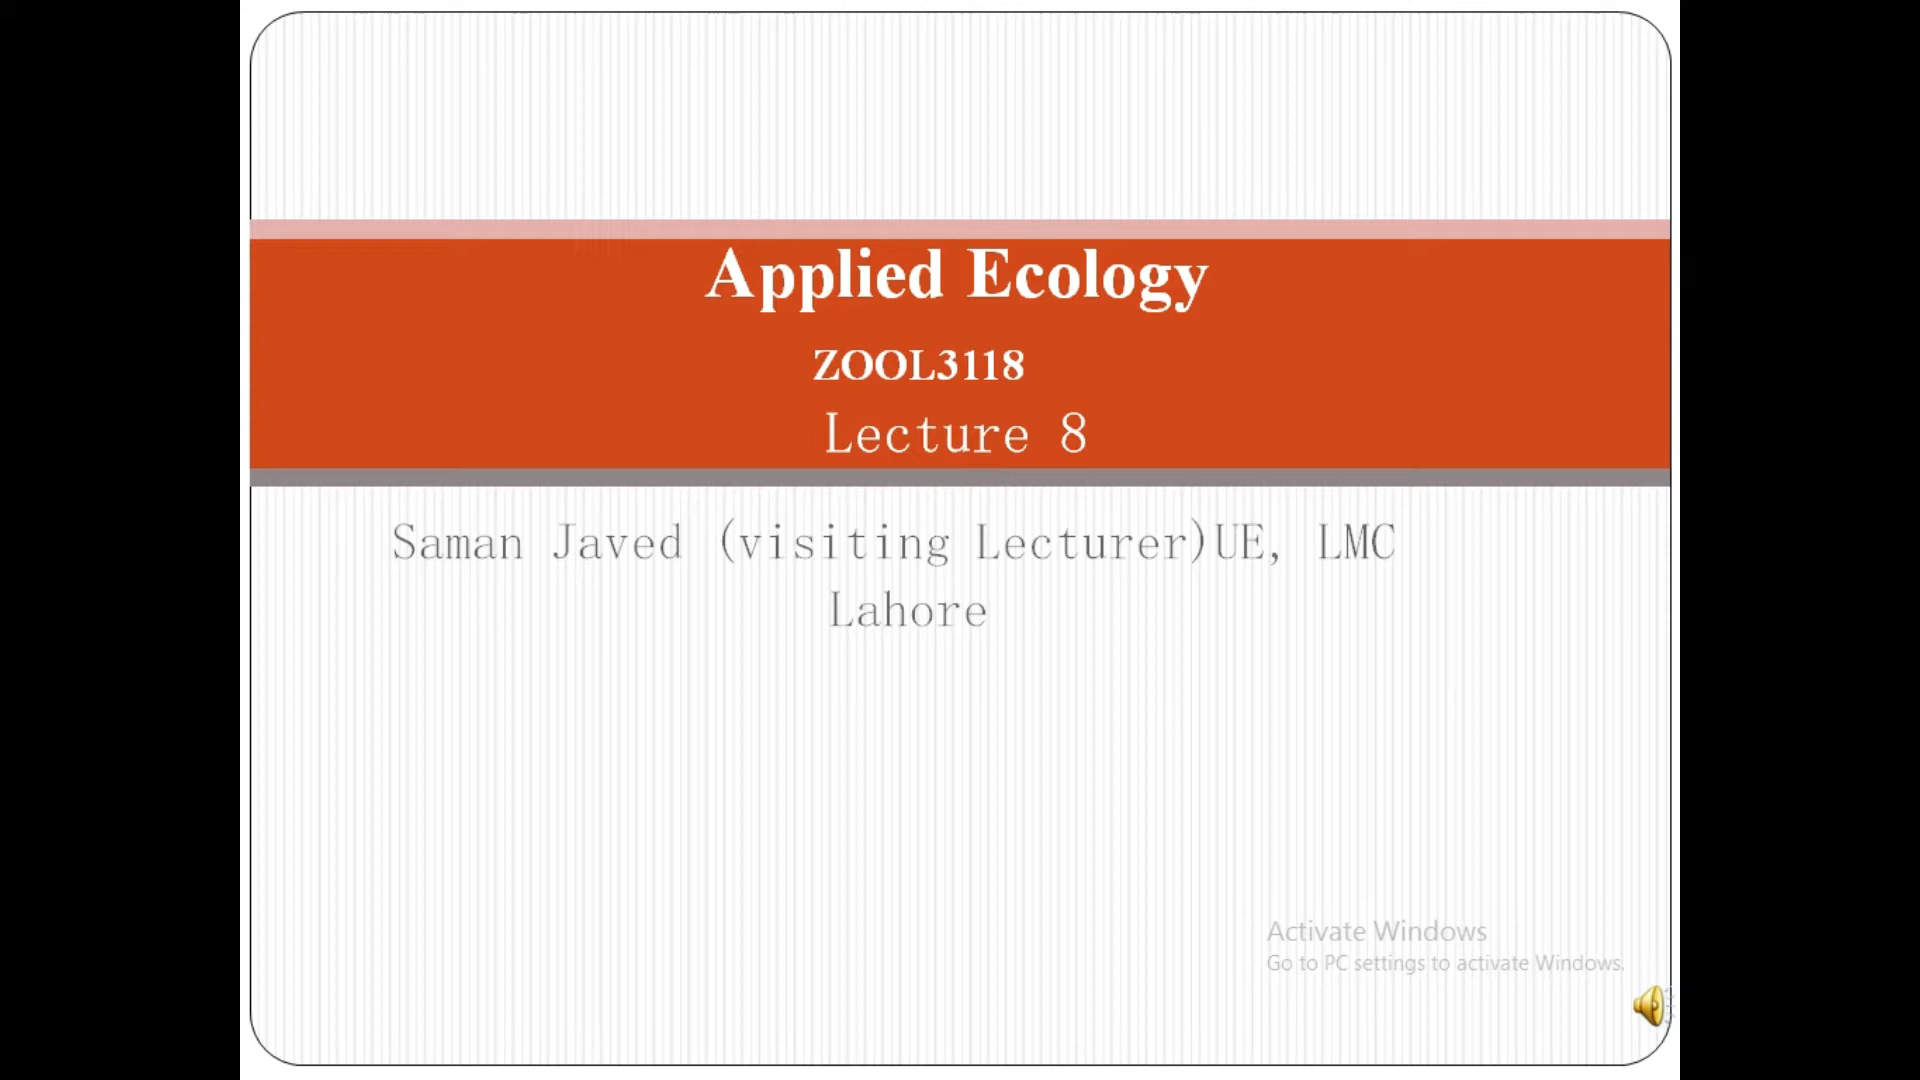 Applied Ecology
ZOOL3118
Lecture 8
Saman Javed (visiting Lecturer)UE, LMC
Lahore
Activate Windows
Go to PC settings to activate Windows.